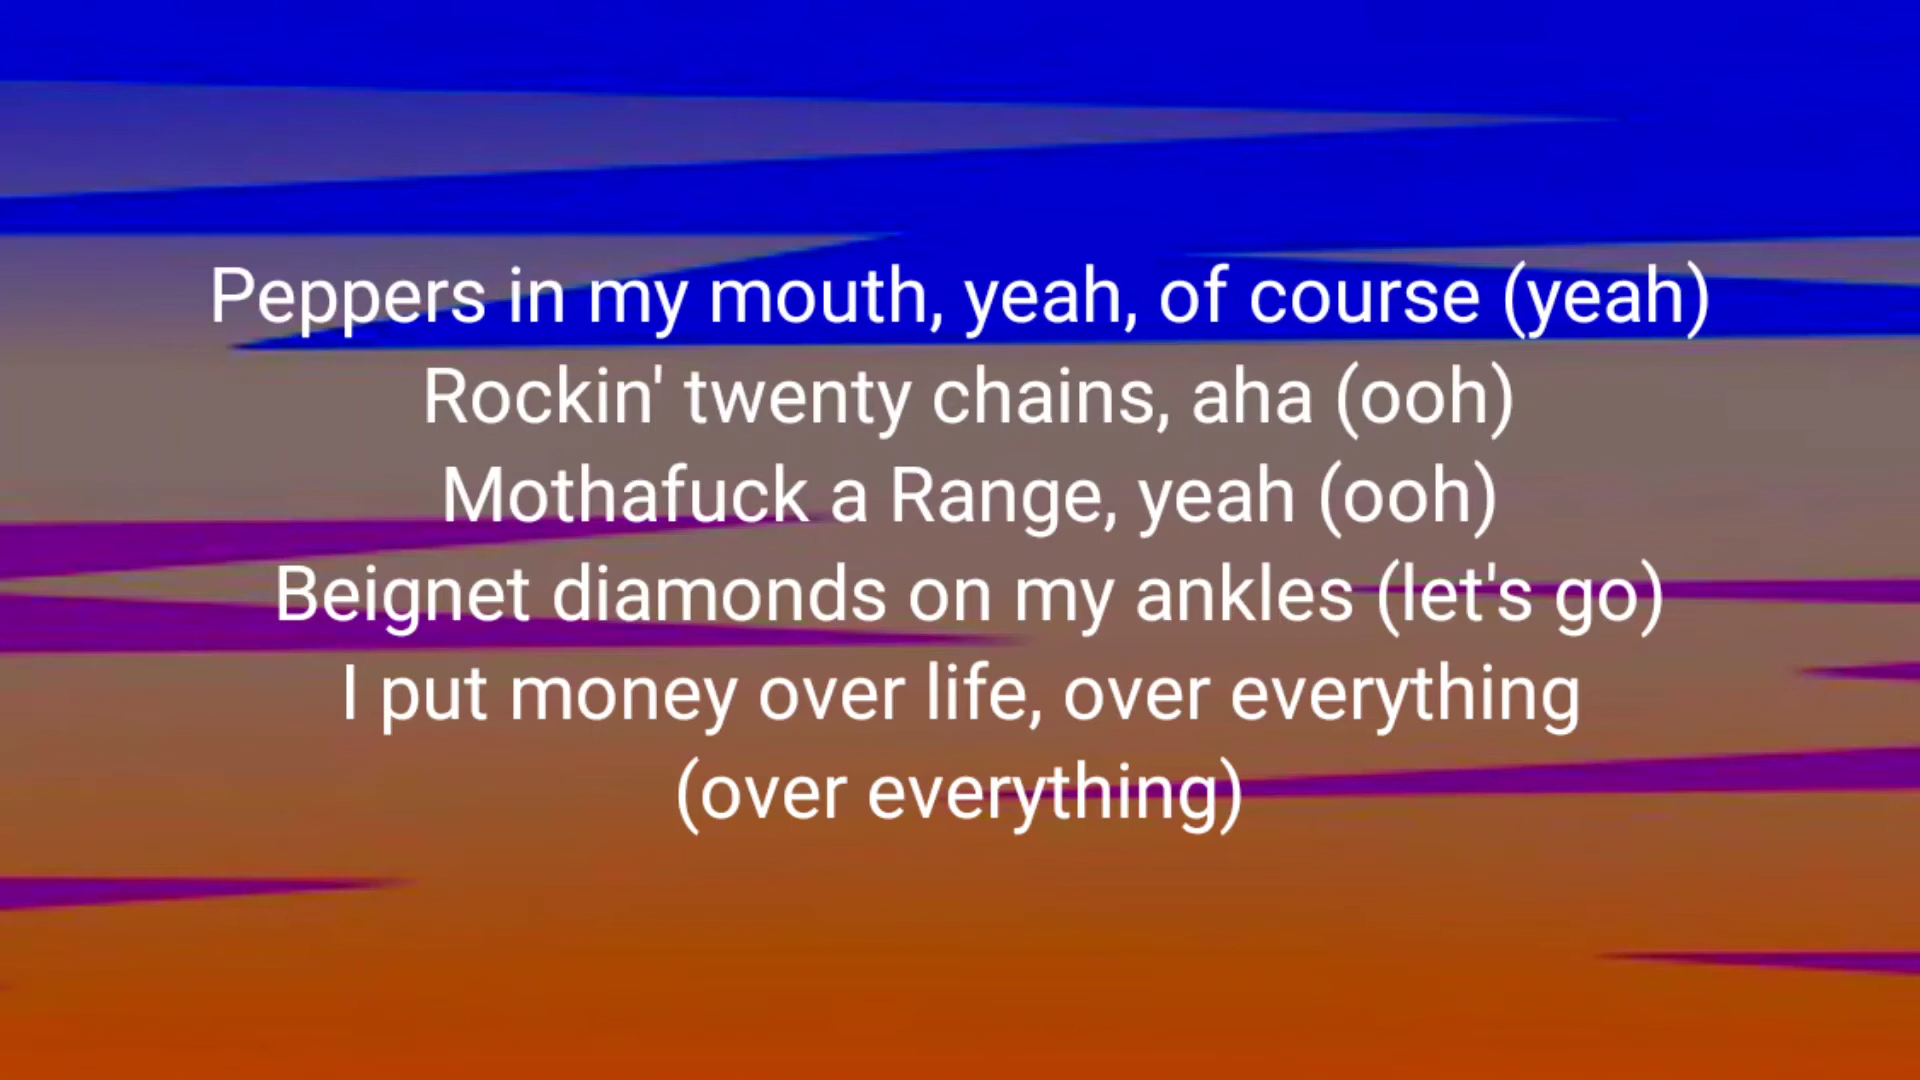 Peppers in my mouth, yeah, of course (yeah)
Rockin' twenty chains, aha (ooh)
Mothafuck a Range, yeah (ooh)
Beignet diamonds on my ankles (let's go)
I put money over life, over everything
(over everything)